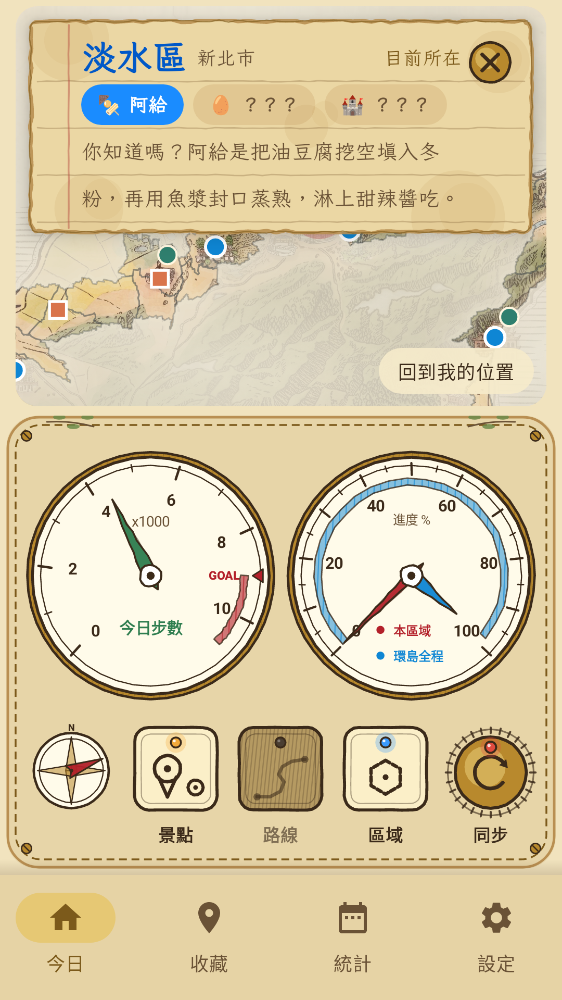 淡水區 新北市 目前所在
阿給 ？？？ ？？？
你知道嗎？阿給是把油豆腐挖空填入冬
粉，再用魚漿封口蒸熟，淋上甜辣醬吃。
回到我的位置
0 2 4 6 8 10
x1000
GOAL
今日步數
0 20 40 60 80 100
進度 %
本區域
環島全程
N
景點 路線 區域 同步
今日 收藏 統計 設定